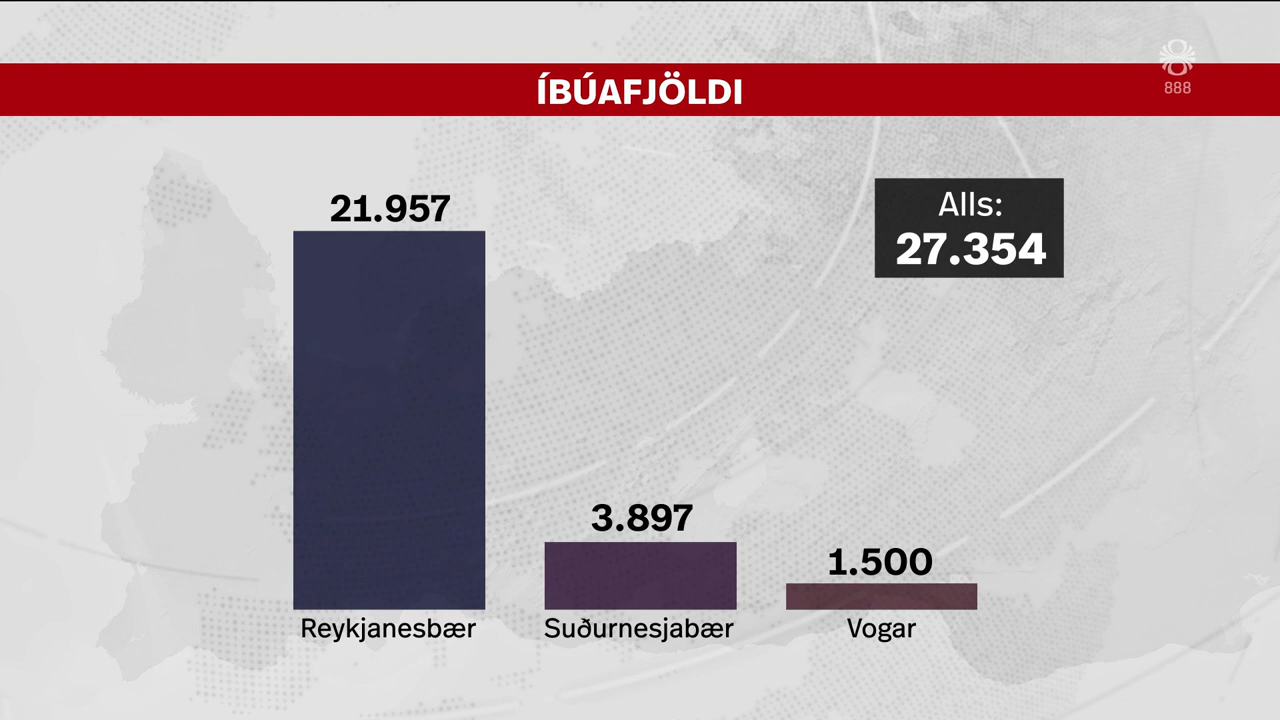 ÍBÚAFJÖLDI
888
21.957
Alls:
27.354
3.897
1.500
Reykjanesbær
Suðurnesjabær
Vogar